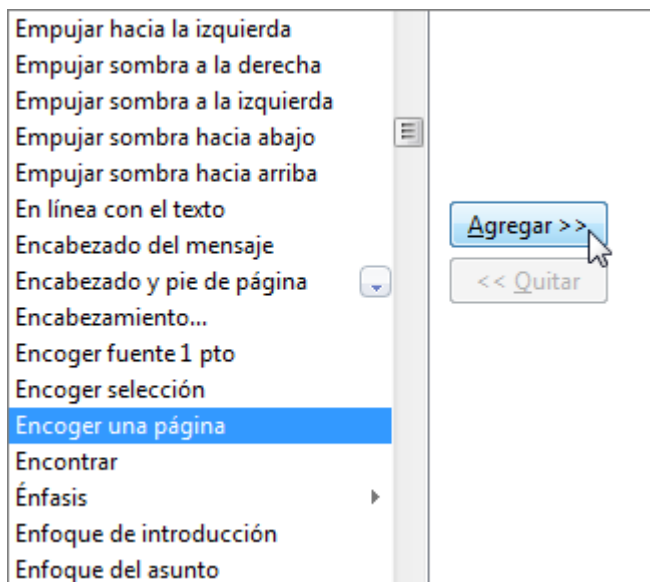 Empujar hacia la izquierda
Empujar sombra a la derecha
Empujar sombra a la izquierda
Empujar sombra hacia abajo
Empujar sombra hacia arriba
En línea con el texto
Encabezado del mensaje
Encabezado y pie de página
Encabezamiento...
Encoger fuente 1 pto
Encoger selección
Encoger una página
Encontrar
Énfasis
Enfoque de introducción
Enfoque del asunto
Agregar >>
<< Quitar